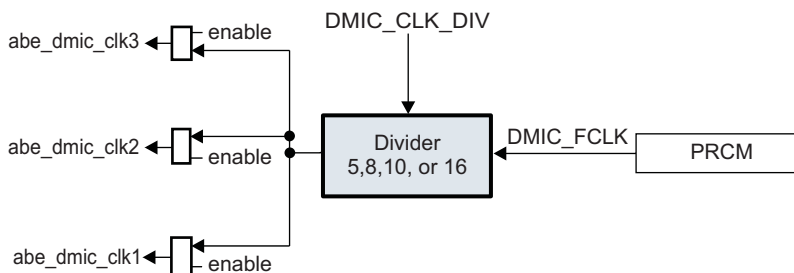 DMIC_CLK_DIV
abe_dmic_clk3
enable
Divider
5,8,10, or 16
DMIC_FCLK
PRCM
abe_dmic_clk2
enable
abe_dmic_clk1
enable